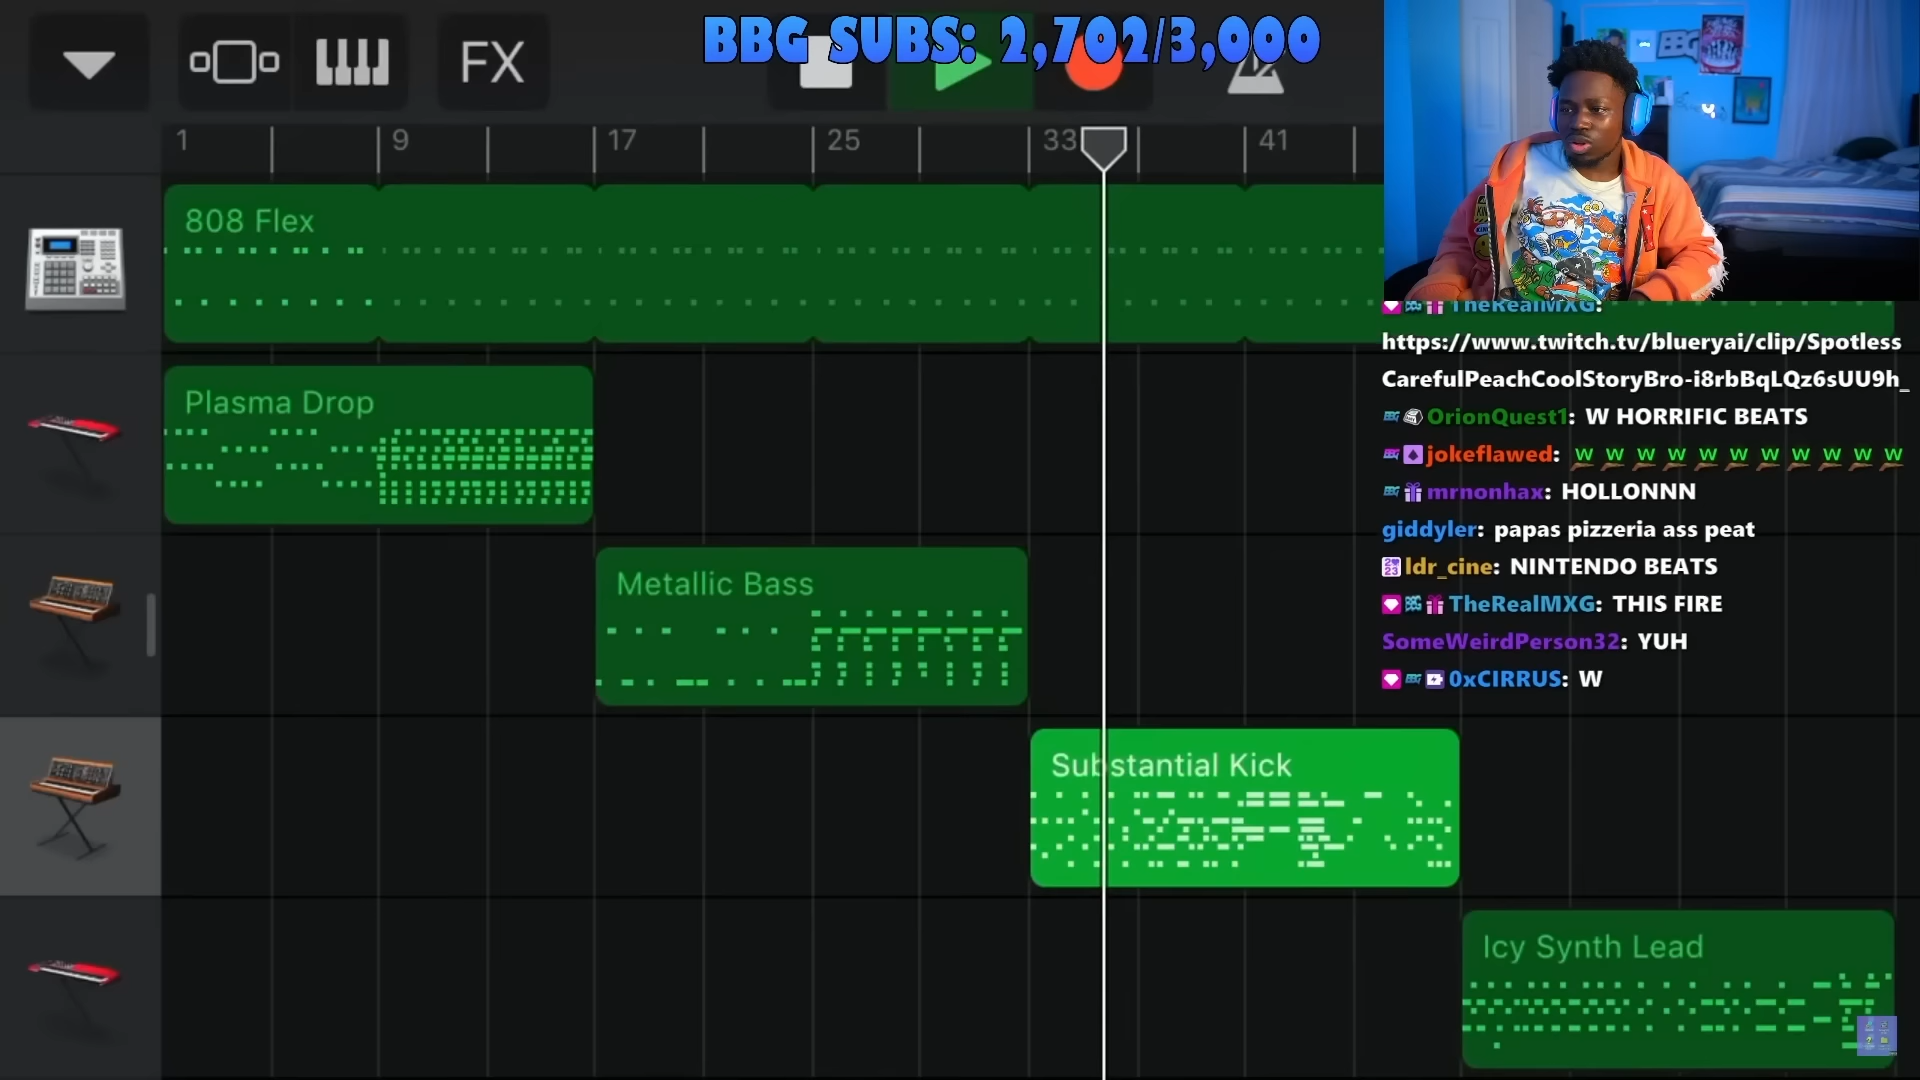 BBG SUBS: 2,702/3,000
FX
1 9 17 25 33 41
BBG
808 Flex
TheRealMXG:
https://www.twitch.tv/blueryai/clip/Spotless
CarefulPeachCoolStoryBro-i8rbBqLQz6sUU9h_
Plasma Drop
OrionQuest1: W HORRIFIC BEATS
jokeflawed: W W W W W W W W W W W
mrnonhax: HOLLONNN
giddyler: papas pizzeria ass peat
Metallic Bass
ldr_cine: NINTENDO BEATS
TheRealMXG: THIS FIRE
SomeWeirdPerson32: YUH
0xCIRRUS: W
Substantial Kick
Icy Synth Lead